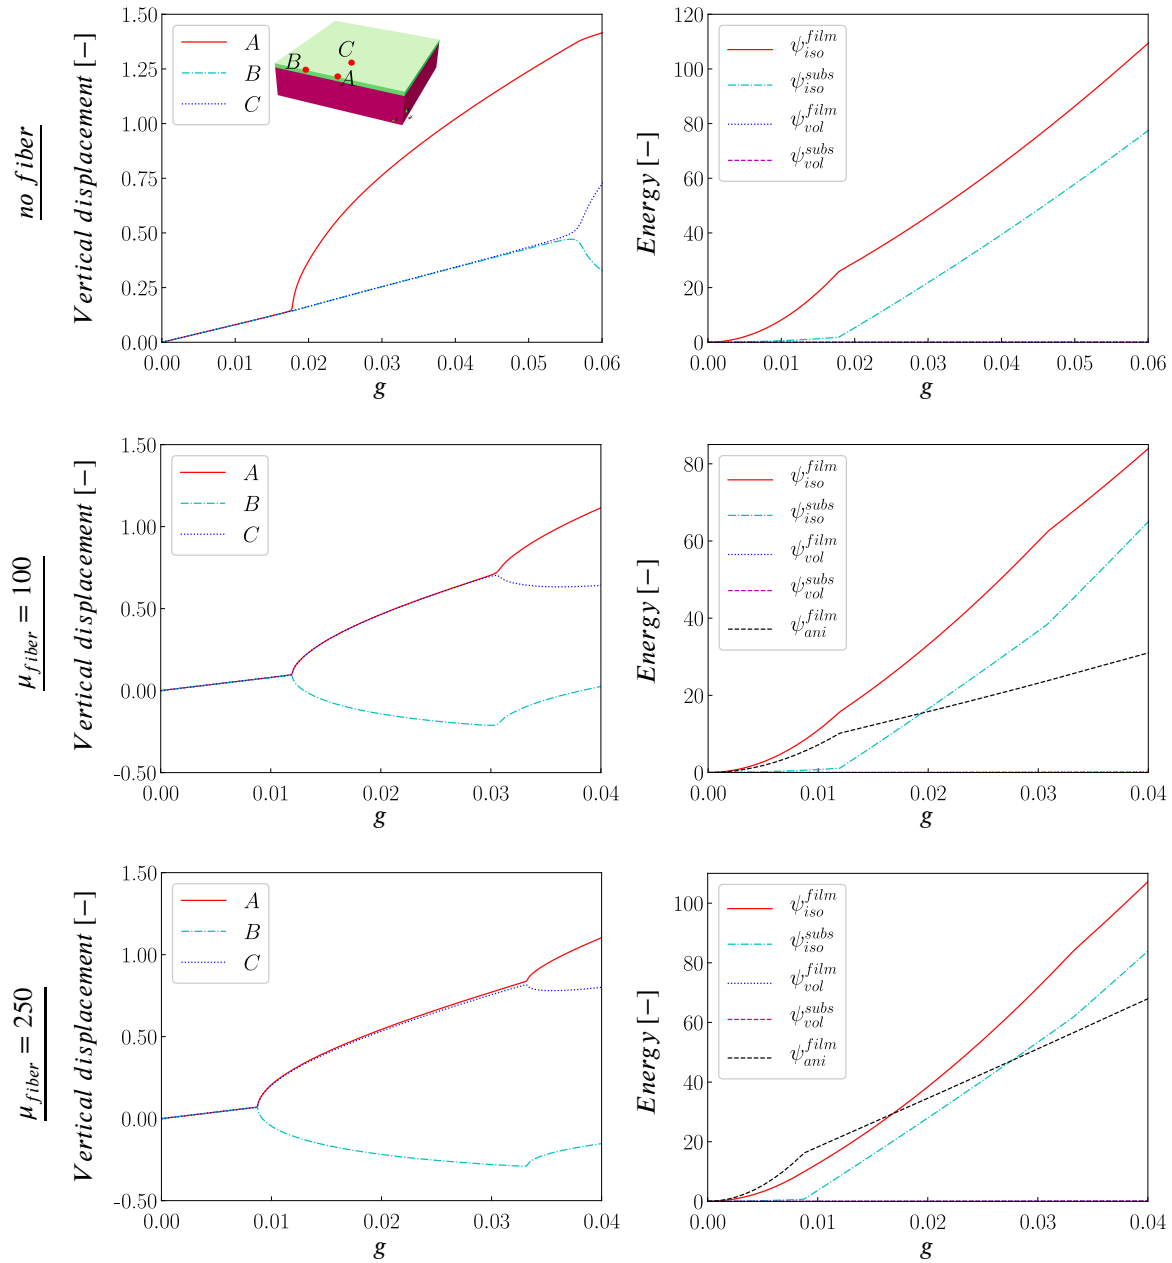 no fiber
Vertical displacement [−]
1.50
1.25
1.00
0.75
0.50
0.25
0.00
A
B
C
B
C
A
0.00 0.01 0.02 0.03 0.04 0.05 0.06
g
Energy [−]
120
100
80
60
40
20
0
ψ_iso^film
ψ_iso^subs
ψ_vol^film
ψ_vol^subs
0.00 0.01 0.02 0.03 0.04 0.05 0.06
g
μ_fiber = 100
Vertical displacement [−]
1.50
1.00
0.50
0.00
-0.50
A
B
C
0.00 0.01 0.02 0.03 0.04
g
Energy [−]
80
60
40
20
0
ψ_iso^film
ψ_iso^subs
ψ_vol^film
ψ_vol^subs
ψ_ani^film
0.00 0.01 0.02 0.03 0.04
g
μ_fiber = 250
Vertical displacement [−]
1.50
1.00
0.50
0.00
-0.50
A
B
C
0.00 0.01 0.02 0.03 0.04
g
Energy [−]
100
80
60
40
20
0
ψ_iso^film
ψ_iso^subs
ψ_vol^film
ψ_vol^subs
ψ_ani^film
0.00 0.01 0.02 0.03 0.04
g